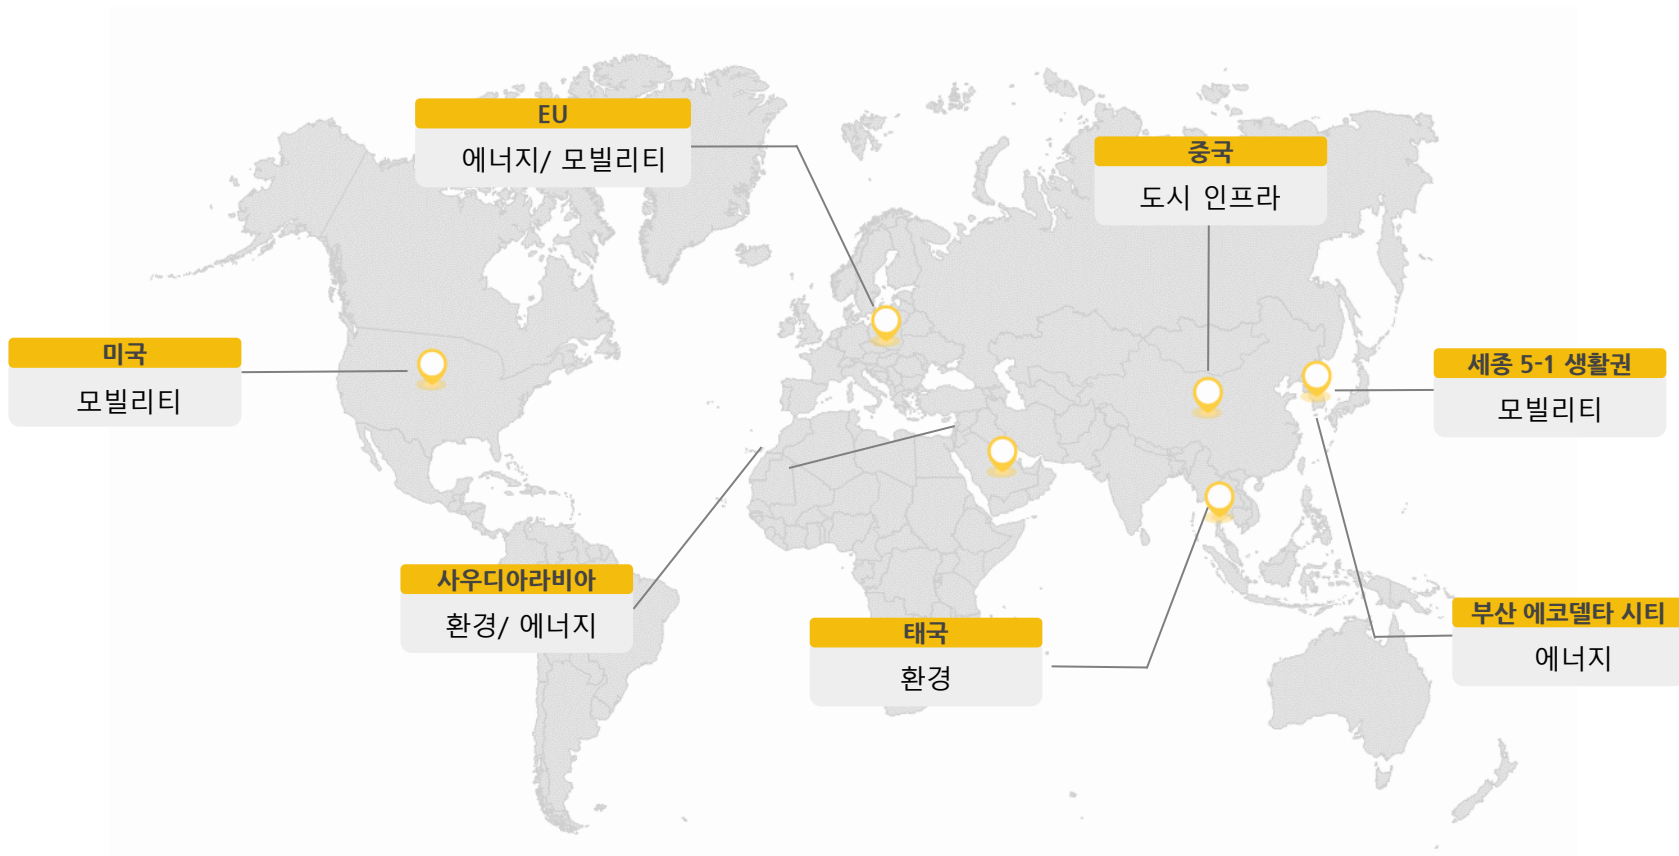 EU
에너지/ 모빌리티
중국
도시 인프라
미국
모빌리티
세종 5-1 생활권
모빌리티
사우디아라비아
환경/ 에너지
태국
환경
부산 에코델타 시티
에너지